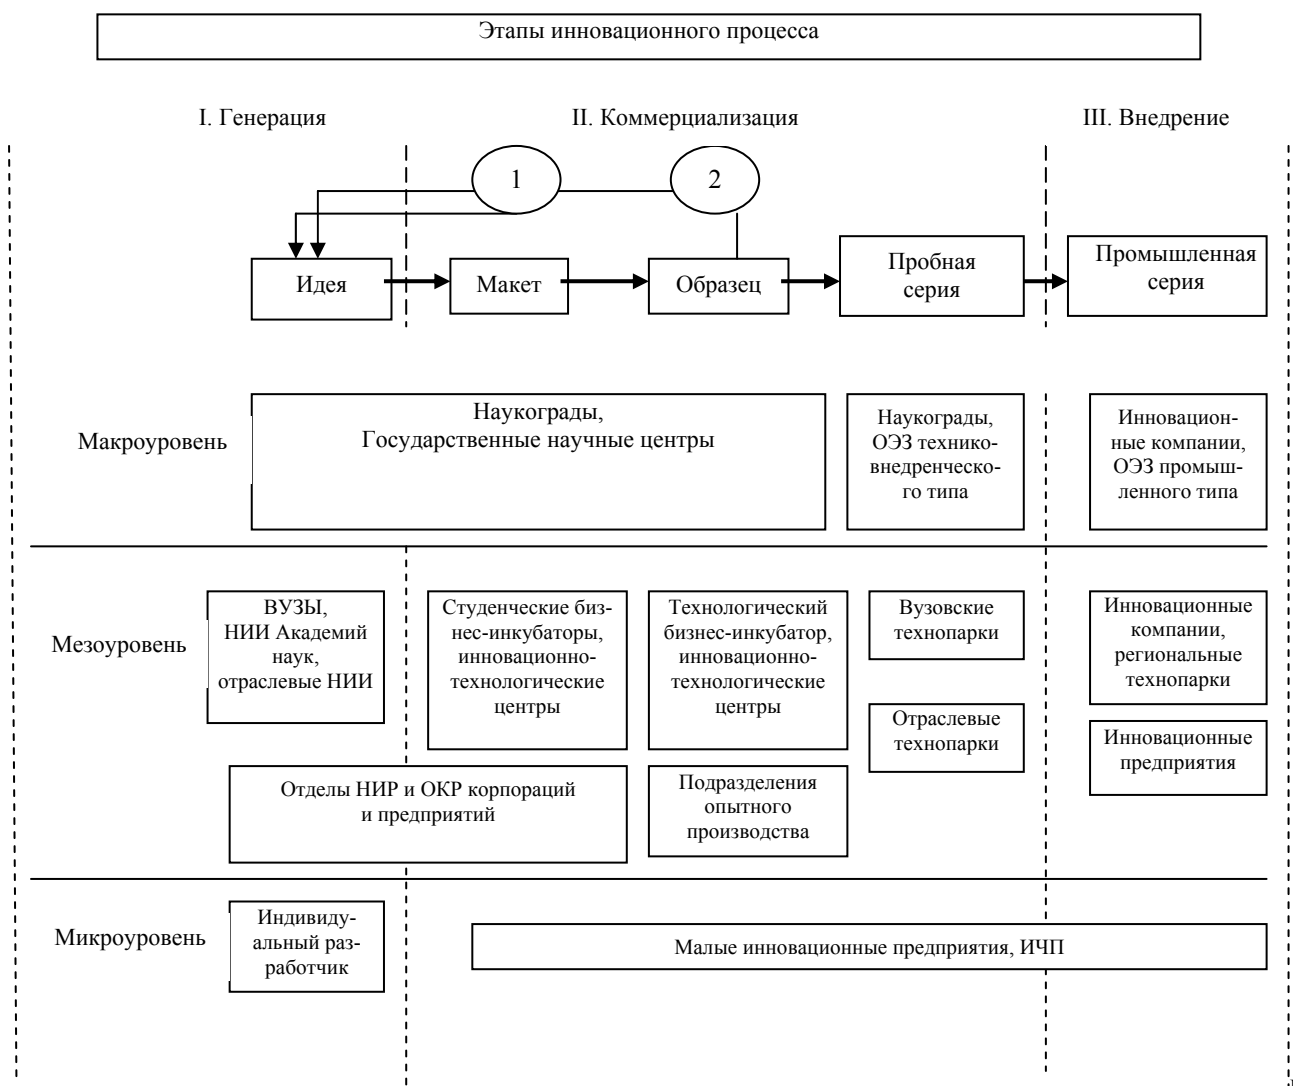 Этапы инновационного процесса
I. Генерация
II. Коммерциализация
III. Внедрение
1
2
Идея
Макет
Образец
Пробная
серия
Промышленная
серия
Макроуровень
Наукограды,
Государственные научные центры
Наукограды,
ОЭЗ технико-
внедренческо-
го типа
Инновацион-
ные компании,
ОЭЗ промыш-
ленного типа
Мезоуровень
ВУЗЫ,
НИИ Академий
наук,
отраслевые НИИ
Студенческие биз-
нес-инкубаторы,
инновационно-
технологические
центры
Технологический
бизнес-инкубатор,
инновационно-
технологические
центры
Вузовские
технопарки
Отраслевые
технопарки
Инновационные
компании,
региональные
технопарки
Инновационные
предприятия
Отделы НИР и ОКР корпораций
и предприятий
Подразделения
опытного
производства
Микроуровень
Индивиду-
альный раз-
работчик
Малые инновационные предприятия, ИЧП